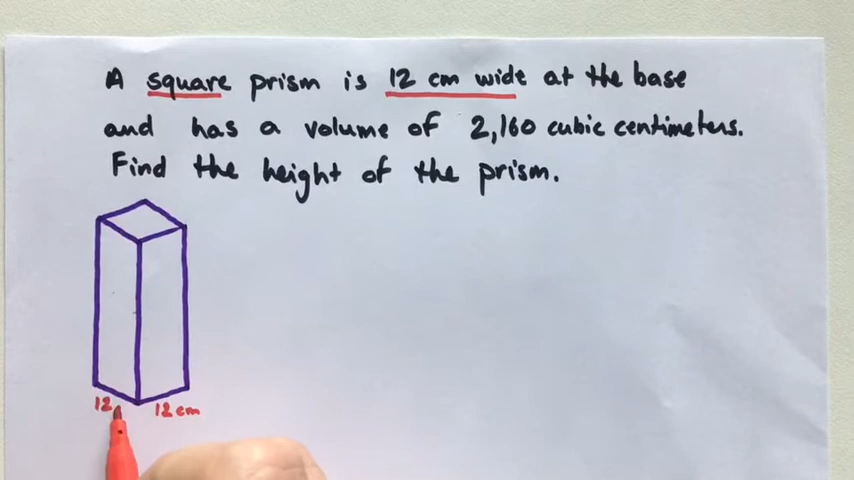 A square prism is 12 cm wide at the base
and has a volume of 2,160 cubic centimeters.
Find the height of the prism.
12 12 cm